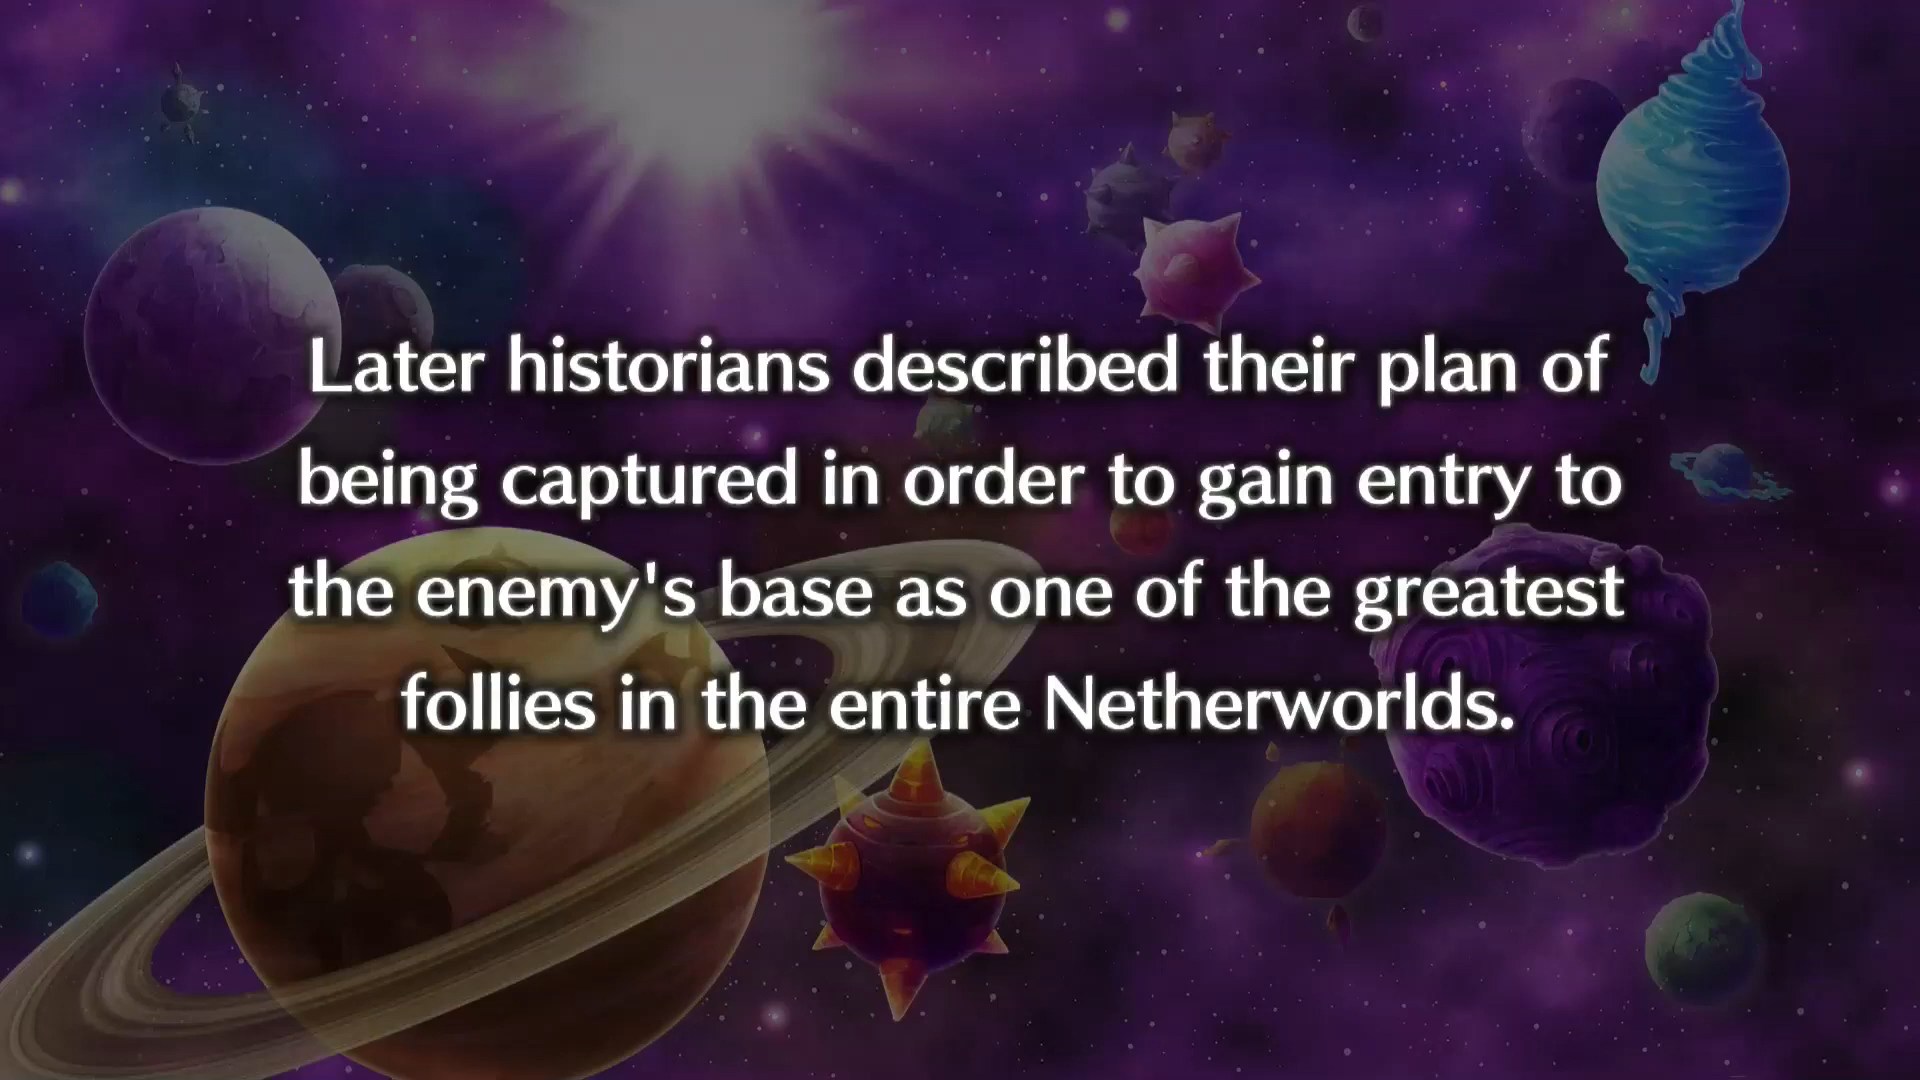 Later historians described their plan of
being captured in order to gain entry to
the enemy's base as one of the greatest
follies in the entire Netherworlds.